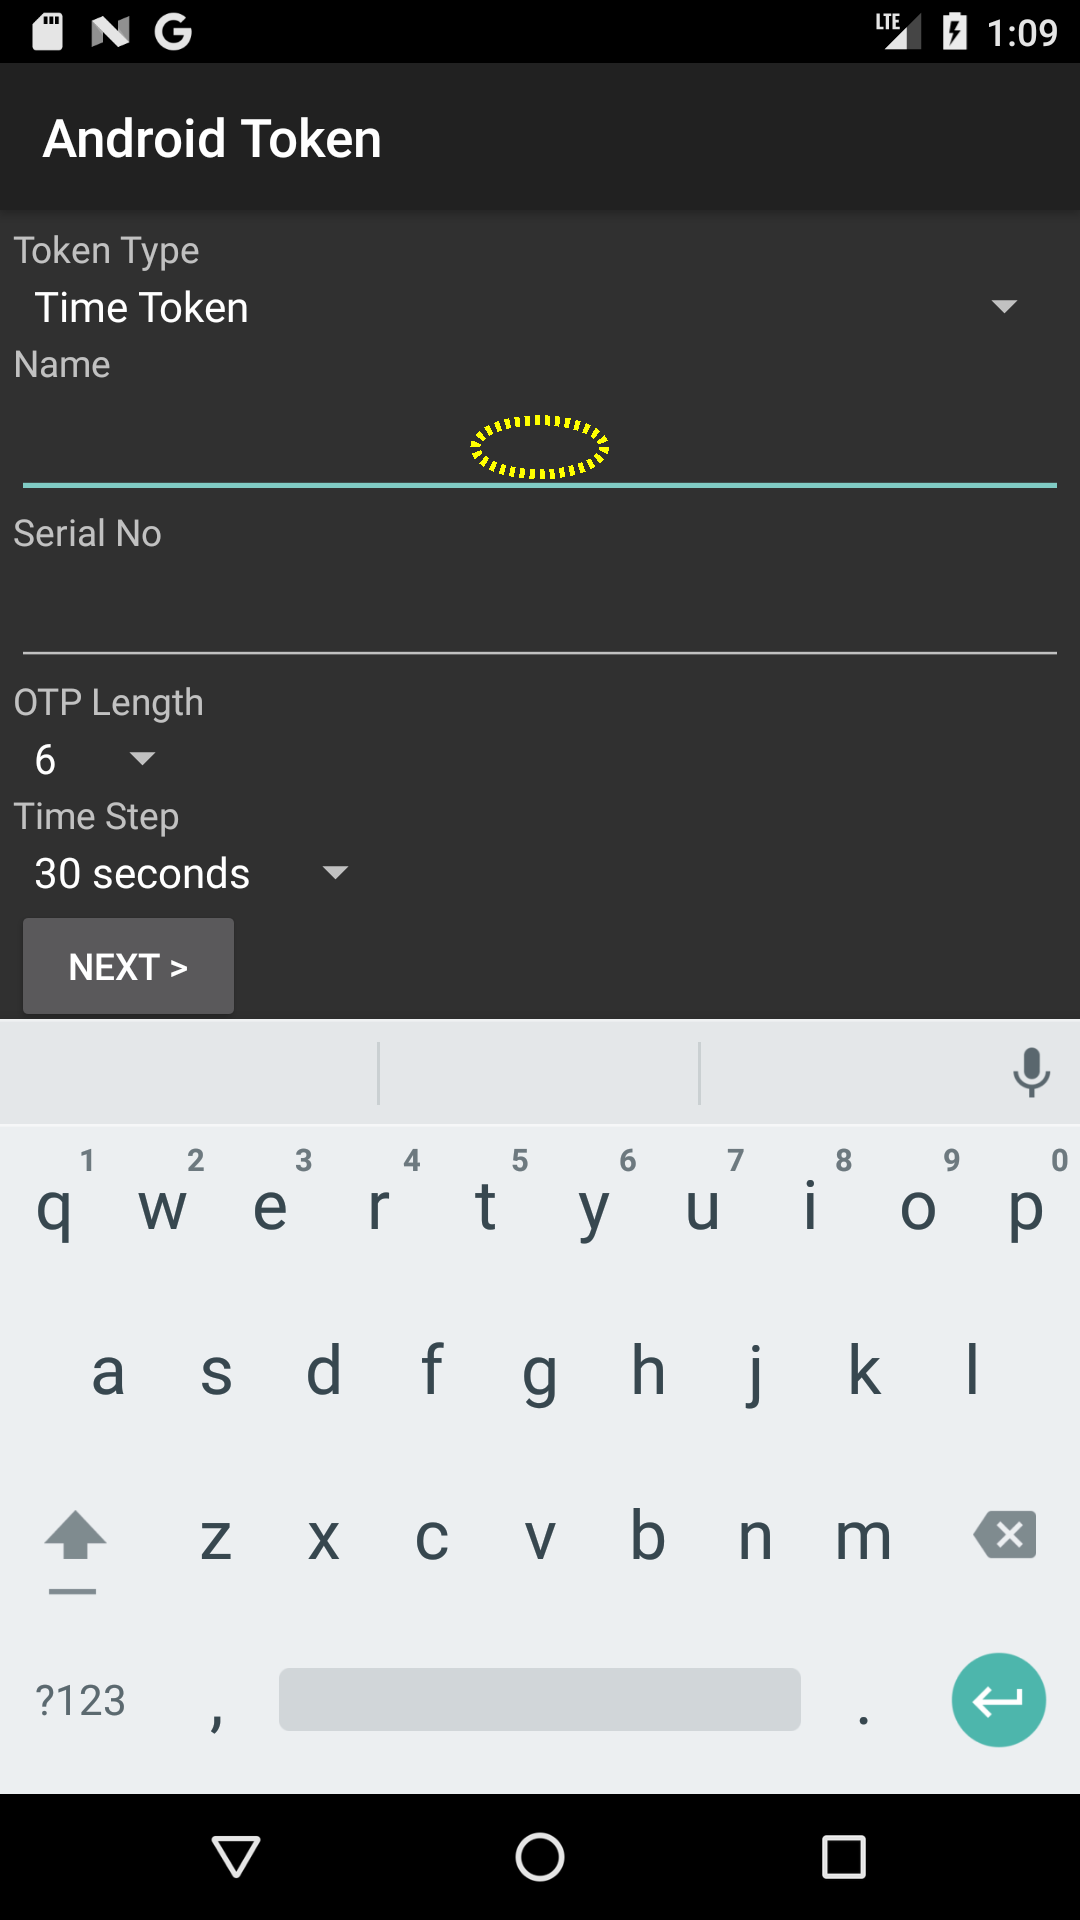 LTE 1:09
Android Token
Token Type
Time Token
Name
Serial No
OTP Length
6
Time Step
30 seconds
NEXT >
1 2 3 4 5 6 7 8 9 0
q w e r t y u i o p
a s d f g h j k l
z x c v b n m
?123 , .